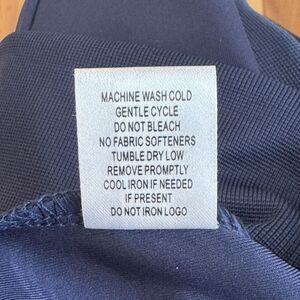 MACHINE WASH COLD
GENTLE CYCLE
DO NOT BLEACH
NO FABRIC SOFTENERS
TUMBLE DRY LOW
REMOVE PROMPTLY
COOL IRON IF NEEDED
IF PRESENT
DO NOT IRON LOGO